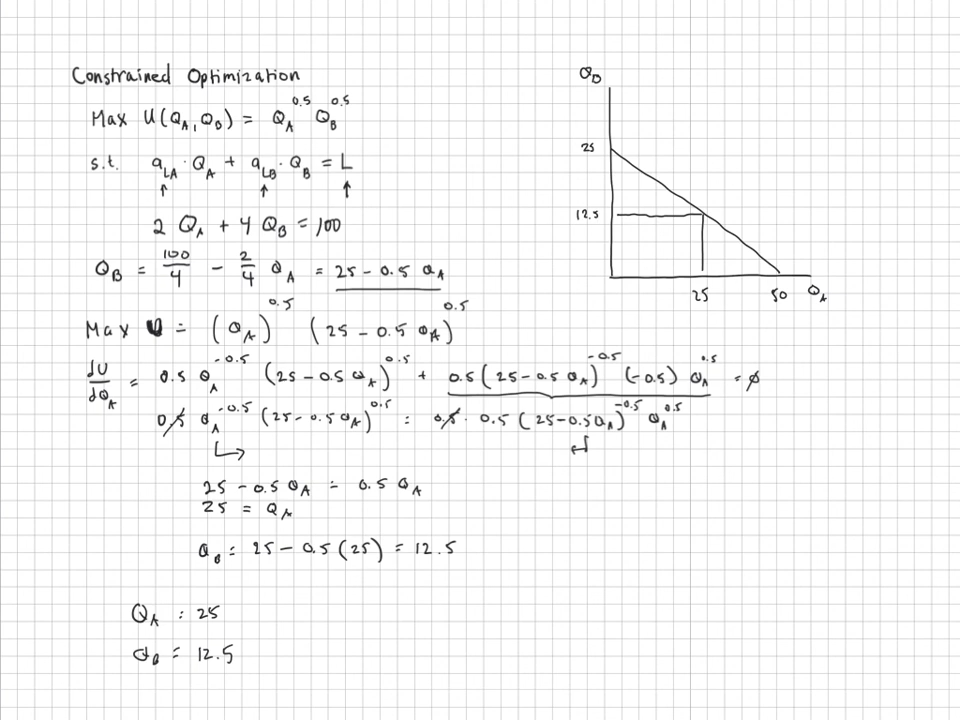 Constrained Optimization
Max U(Q_A, Q_B) = Q_A^0.5 Q_B^0.5
s.t. a_LA · Q_A + a_LB · Q_B = L
↑ ↑ ↑
2 Q_A + 4 Q_B = 100
Q_B = 100/4 - 2/4 Q_A = 25 - 0.5 Q_A
Max U = (Q_A)^0.5 (25 - 0.5 Q_A)^0.5
dU/dQ_A = 0.5 Q_A^-0.5 (25 - 0.5 Q_A)^0.5 + 0.5 (25 - 0.5 Q_A)^-0.5 (-0.5) Q_A^0.5 = ∅
0.5 Q_A^-0.5 (25 - 0.5 Q_A)^0.5 = 0.5 · 0.5 (25 - 0.5 Q_A)^-0.5 Q_A^0.5
25 - 0.5 Q_A = 0.5 Q_A
25 = Q_A
Q_B = 25 - 0.5 (25) = 12.5
Q_A = 25
Q_B = 12.5
Q_B
25
12.5
25 50 Q_A